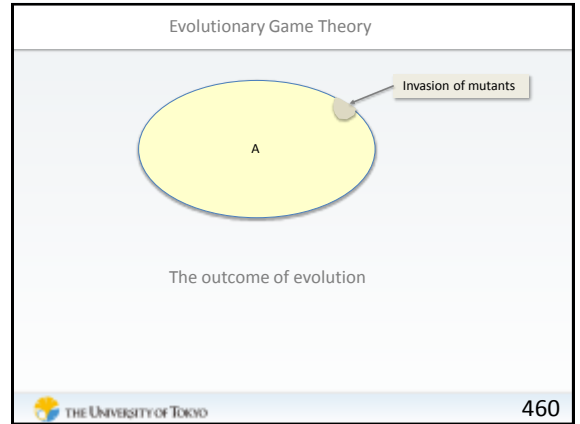 Evolutionary Game Theory
Invasion of mutants
A
The outcome of evolution
THE UNIVERSITY OF TOKYO
460